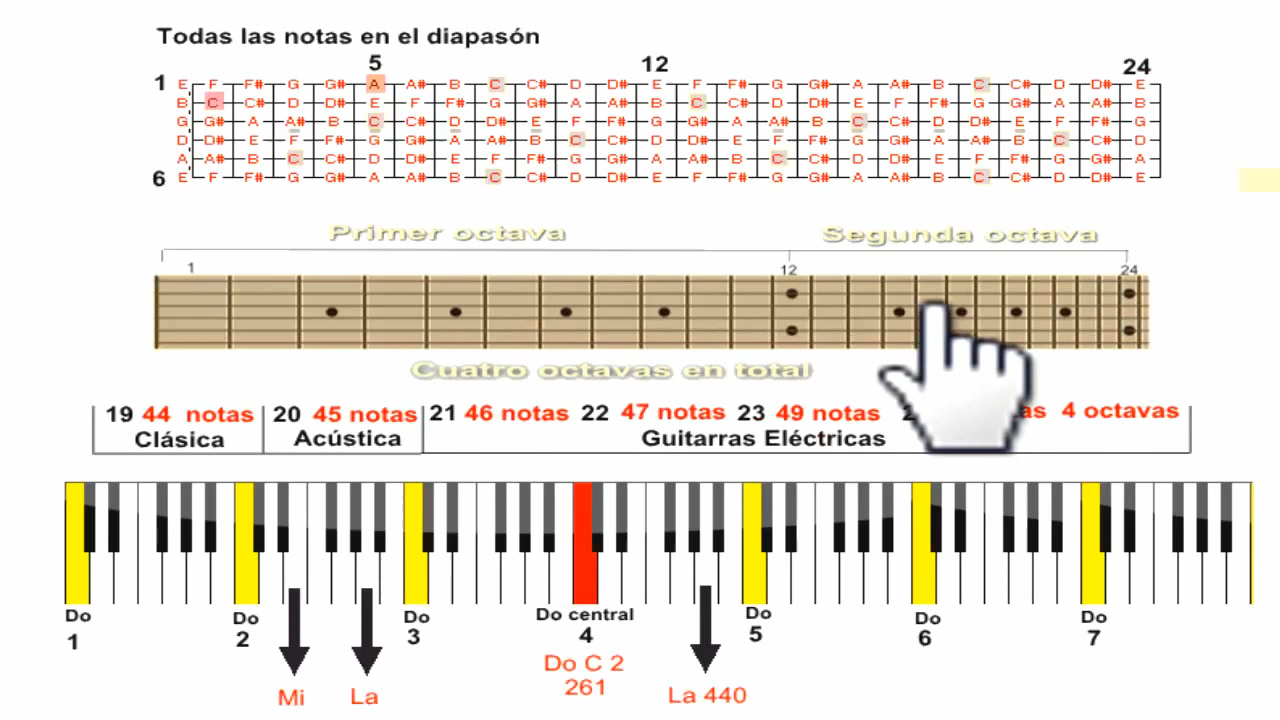 Todas las notas en el diapasón
5 12 24
1 E F F# G G# A A# B C C# D D# E F F# G G# A A# B C C# D D# E
B C C# D D# E F F# G G# A A# B C C# D D# E F F# G G# A A# B
G G# A A# B C C# D D# E F F# G G# A A# B C C# D D# E F F# G
D D# E F F# G G# A A# B C C# D D# E F F# G G# A A# B C C# D
A A# B C C# D D# E F F# G G# A A# B C C# D D# E F F# G G# A
6 E F F# G G# A A# B C C# D D# E F F# G G# A A# B C C# D D# E
Primer octava Segunda octava
1 12 24
Cuatro octavas en total
19 44 notas 20 45 notas 21 46 notas 22 47 notas 23 49 notas 4 octavas
Clásica Acústica Guitarras Eléctricas
Do Do Do Do central Do Do Do
1 2 3 4 5 6 7
Do C 2
261
Mi La La 440